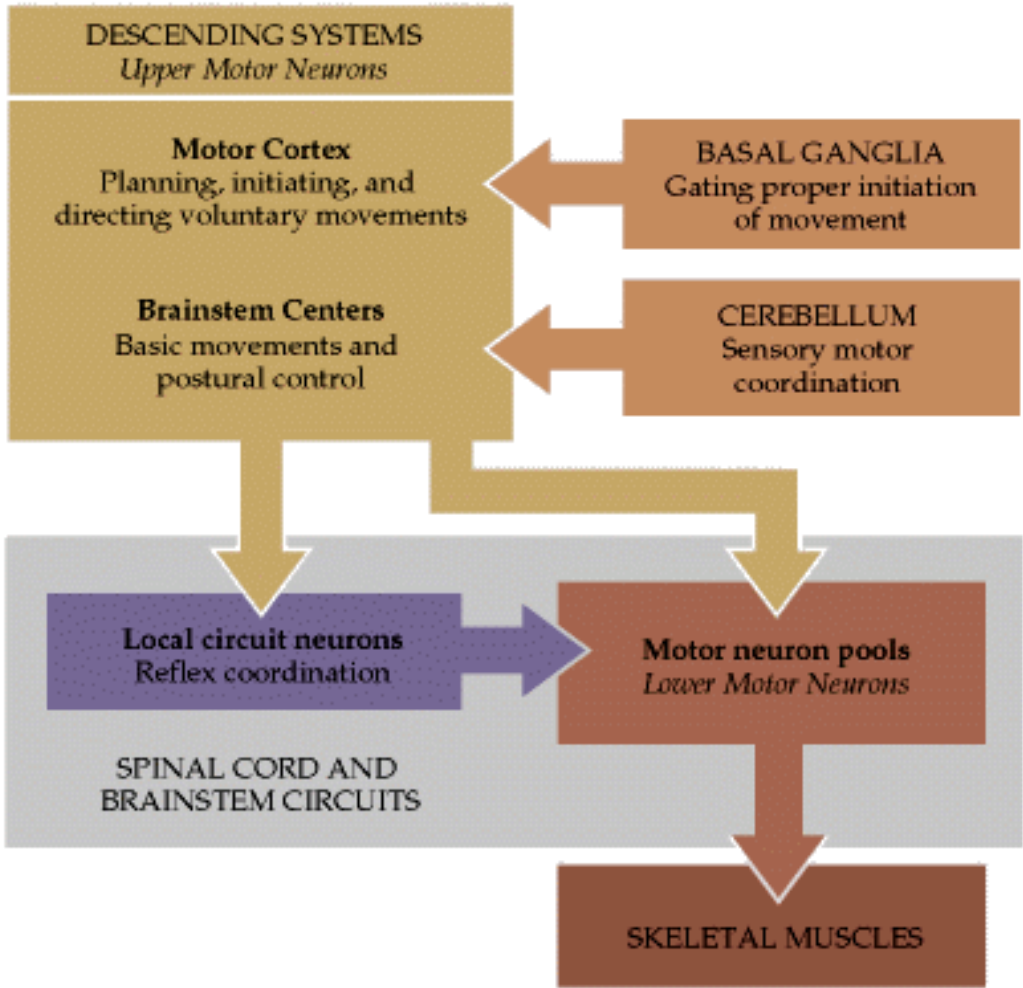 DESCENDING SYSTEMS
Upper Motor Neurons
Motor Cortex
Planning, initiating, and
directing voluntary movements
BASAL GANGLIA
Gating proper initiation
of movement
Brainstem Centers
Basic movements and
postural control
CEREBELLUM
Sensory motor
coordination
Local circuit neurons
Reflex coordination
Motor neuron pools
Lower Motor Neurons
SPINAL CORD AND
BRAINSTEM CIRCUITS
SKELETAL MUSCLES